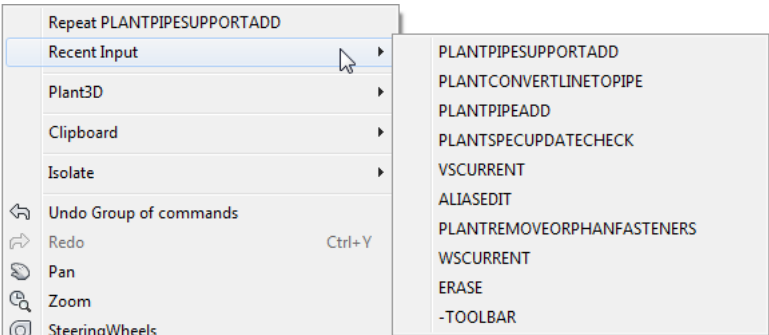 Repeat PLANTPIPESUPPORTADD
Recent Input
Plant3D
Clipboard
Isolate
Undo Group of commands
Redo Ctrl+Y
Pan
Zoom
SteeringWheels
PLANTPIPESUPPORTADD
PLANTCONVERTLINETOPIPE
PLANTPIPEADD
PLANTSPECUPDATECHECK
VSCURRENT
ALIASEDIT
PLANTREMOVEORPHANFASTENERS
WSCURRENT
ERASE
-TOOLBAR